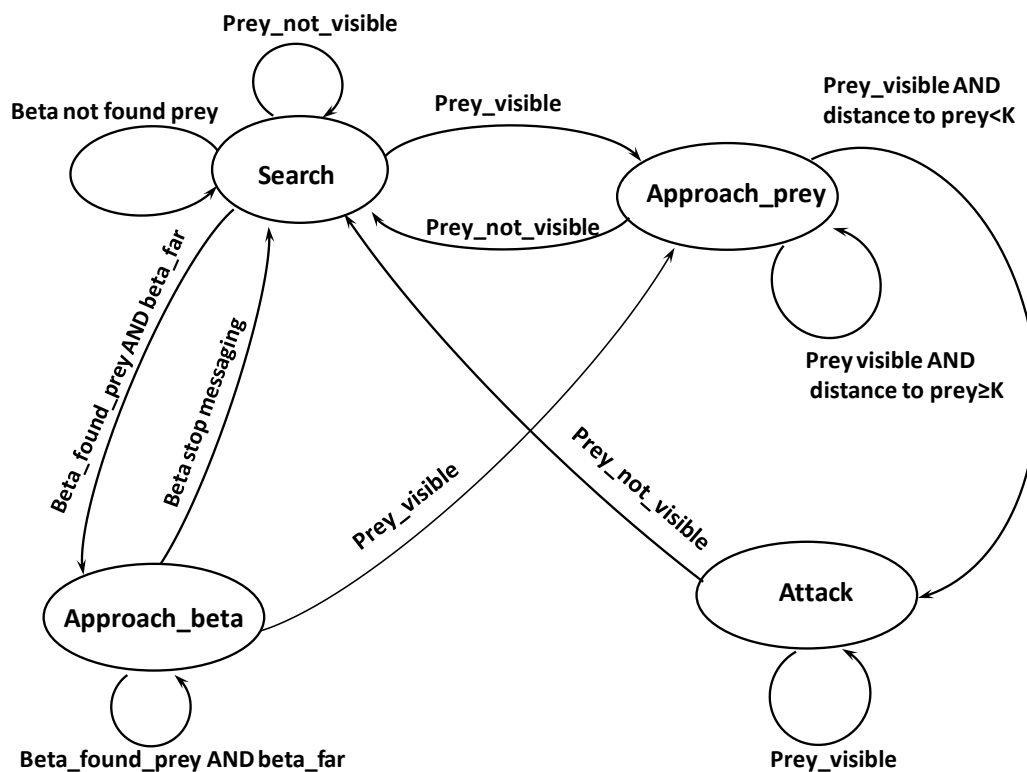 Prey_not_visible
Beta not found prey
Prey_visible
Prey_visible AND
distance to prey<K
Search
Approach_prey
Prey_not_visible
Beta_found_prey AND beta_far
Beta stop messaging
Prey visible AND
distance to prey≥K
Prey_visible
Prey_not_visible
Approach_beta
Attack
Beta_found_prey AND beta_far
Prey_visible